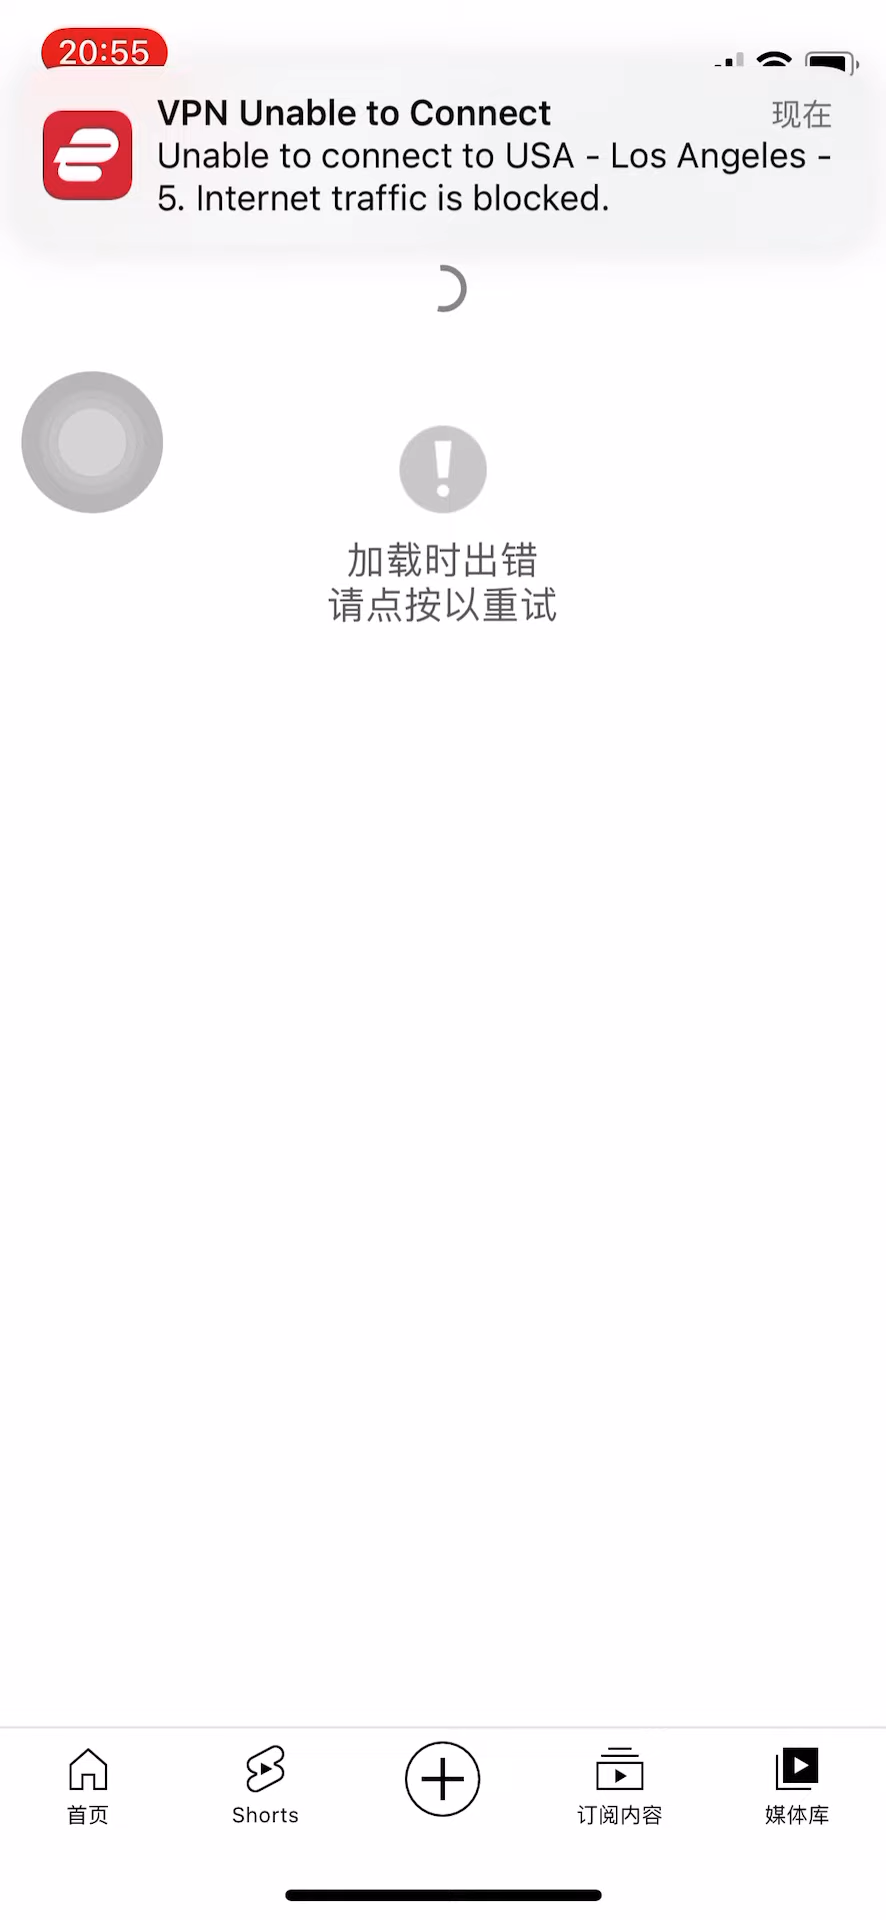 20:55
VPN Unable to Connect
现在
Unable to connect to USA - Los Angeles -
5. Internet traffic is blocked.
加载时出错
请点按以重试
首页
Shorts
订阅内容
媒体库